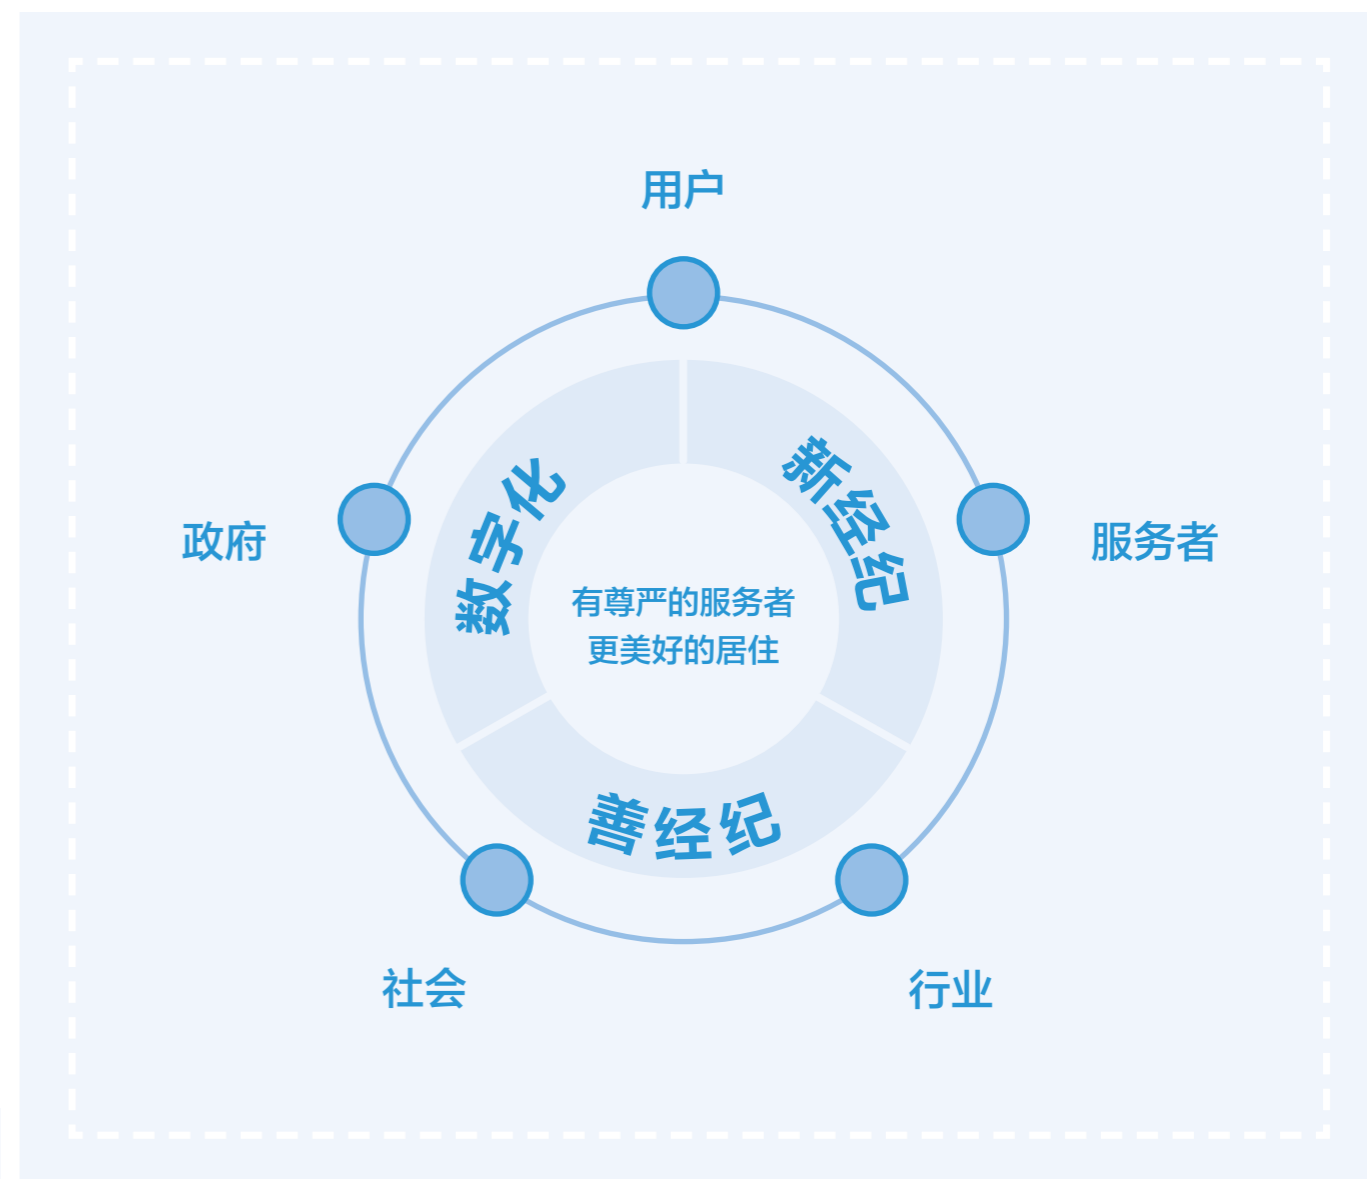 用户
政府
服务者
数字化
新经纪
有尊严的服务者
更美好的居住
善经纪
社会
行业